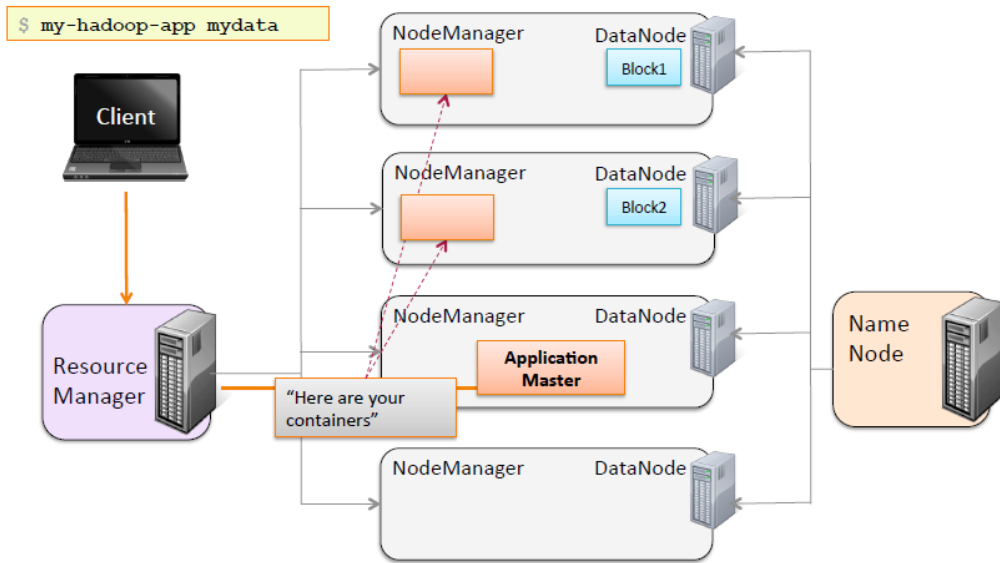 $ my-hadoop-app mydata
Client
NodeManager
DataNode
Block1
NodeManager
DataNode
Block2
NodeManager
DataNode
Application
Master
Resource
Manager
“Here are your
containers”
Name
Node
NodeManager
DataNode